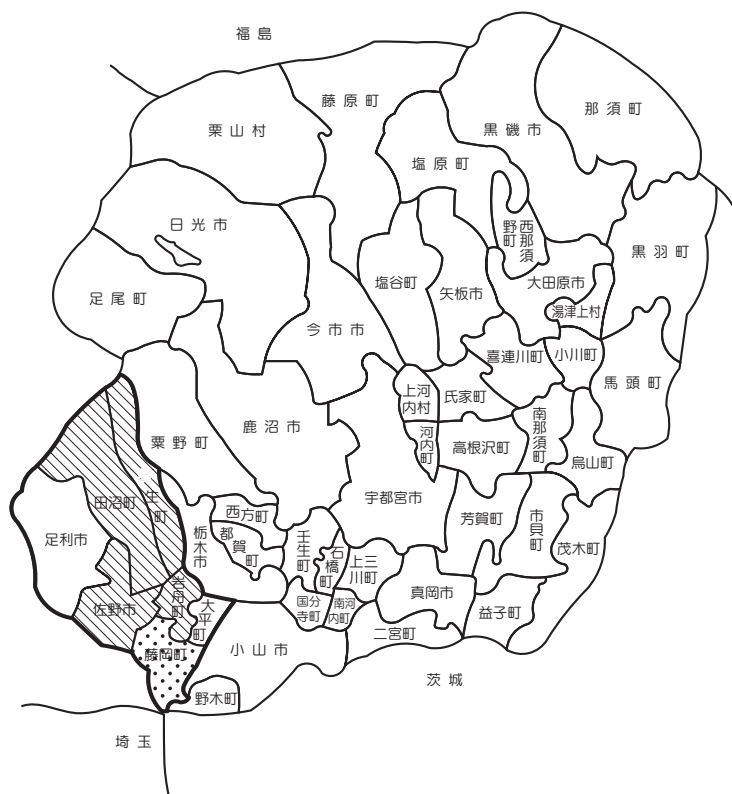 福島
藤原町
那須町
栗山村
黒磯市
塩原町
日光市
西那須
野町
黒羽町
足尾町
塩谷町
矢板市
大田原市
湯津上村
今市市
喜連川町
小川町
馬頭町
上河
内村
氏家町
粟野町
鹿沼市
河内町
高根沢町
南那須町
烏山町
田沼町
生町
足利市
栃木市
西方町
都賀町
宇都宮市
芳賀町
市貝町
茂木町
壬生町
石橋町
上三
川町
真岡市
益子町
佐野市
岩舟町
大平町
国分
寺町
南河
内町
二宮町
藤岡町
小山市
野木町
茨城
埼玉